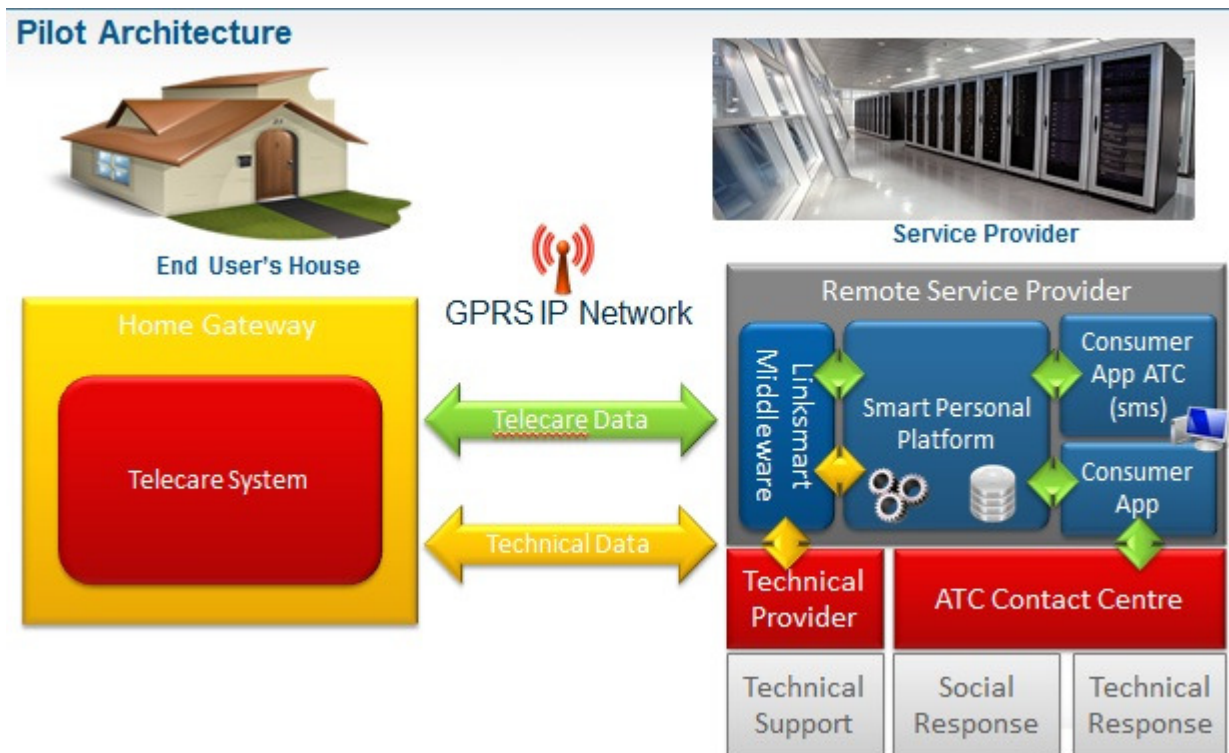 Pilot Architecture
End User's House
Service Provider
GPRS IP Network
Home Gateway
Telecare System
Telecare Data
Technical Data
Remote Service Provider
Linksmart
Middleware
Smart Personal
Platform
Consumer
App ATC
(sms)
Consumer
App
Technical
Provider
ATC Contact Centre
Technical
Support
Social
Response
Technical
Response